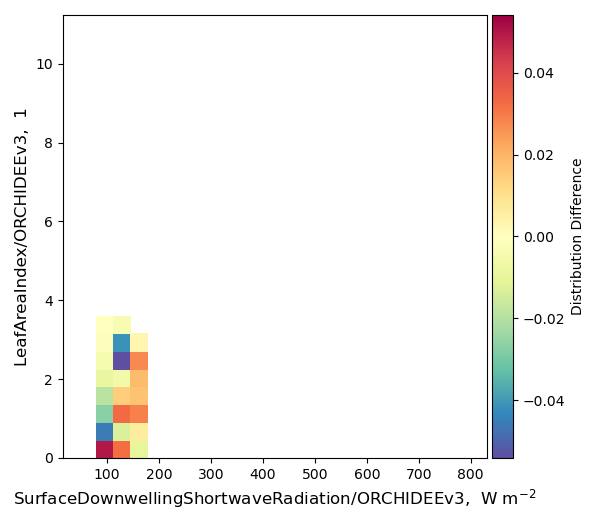 10
8
6
4
2
0
LeafAreaIndex/ORCHIDEEv3,  1
100 200 300 400 500 600 700 800
SurfaceDownwellingShortwaveRadiation/ORCHIDEEv3,  W m⁻²
0.04
0.02
0.00
−0.02
−0.04
Distribution Difference